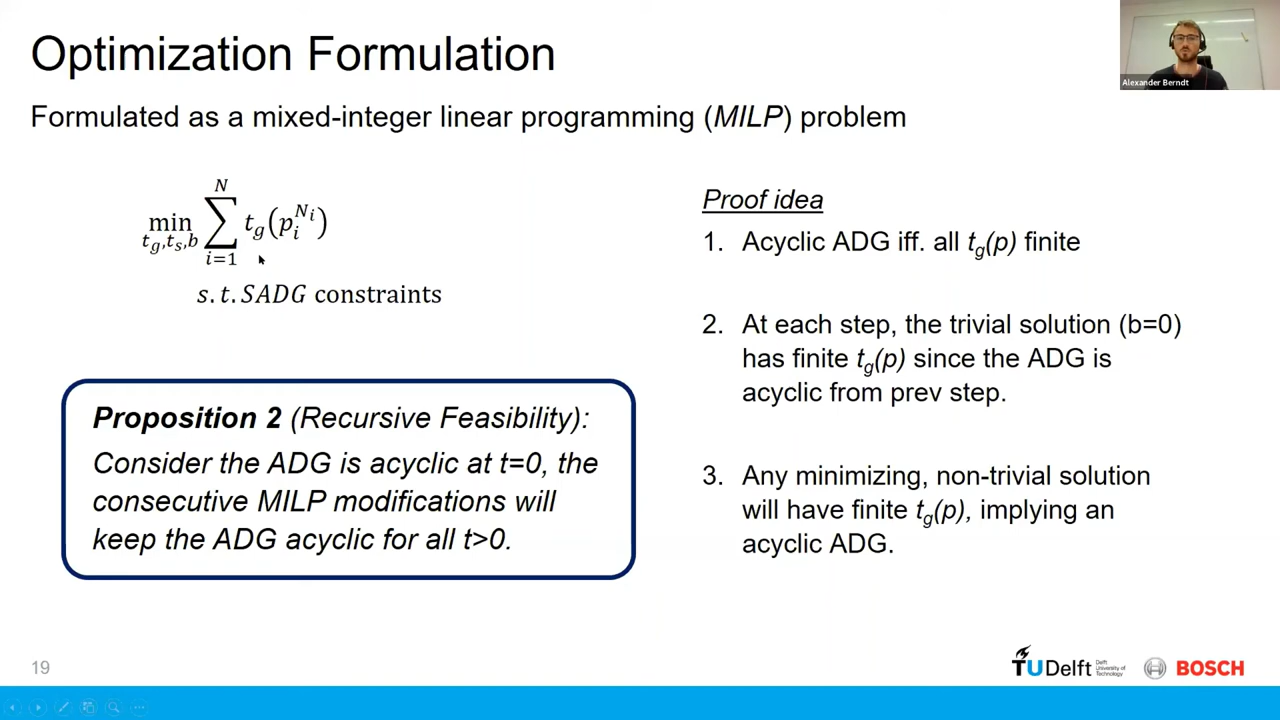 Optimization Formulation
Alexander Berndt
Formulated as a mixed-integer linear programming (MILP) problem
N
min ∑ t_g(p_i^{N_i})
t_g,t_s,b
i=1
s.t. SADG constraints
Proposition 2 (Recursive Feasibility):
Consider the ADG is acyclic at t=0, the
consecutive MILP modifications will
keep the ADG acyclic for all t>0.
Proof idea
1. Acyclic ADG iff. all t_g(p) finite
2. At each step, the trivial solution (b=0)
has finite t_g(p) since the ADG is
acyclic from prev step.
3. Any minimizing, non-trivial solution
will have finite t_g(p), implying an
acyclic ADG.
19
TUDelft
Delft
University of
Technology
BOSCH